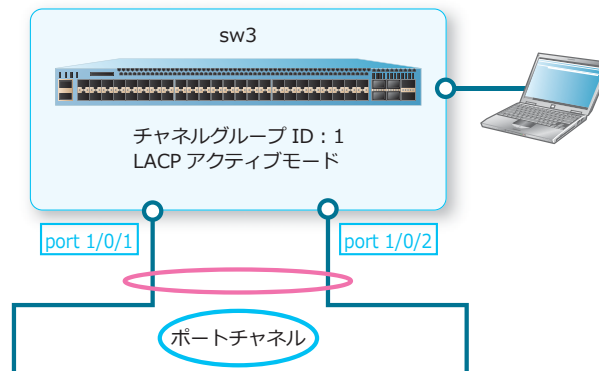 sw3
チャネルグループ ID：1
LACP アクティブモード
port 1/0/1
port 1/0/2
ポートチャネル